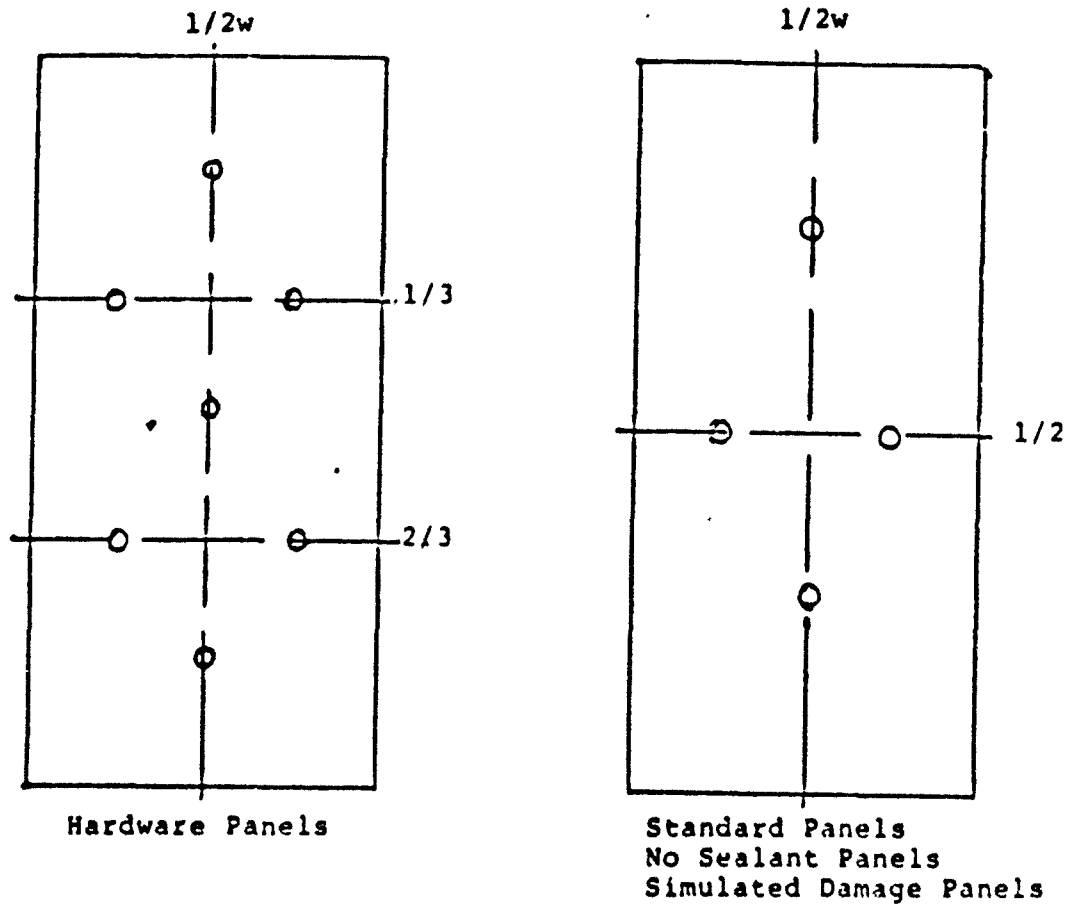 1/2w
1/3
2/3
Hardware Panels
1/2w
1/2
Standard Panels
No Sealant Panels
Simulated Damage Panels